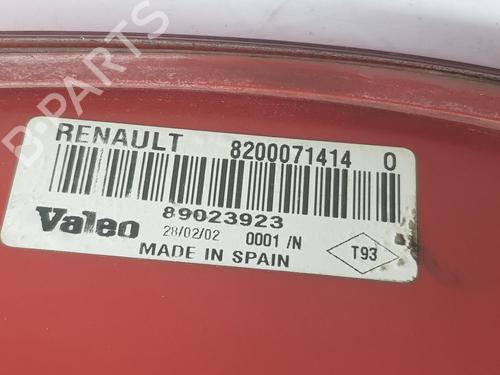 B-PARTS
RENAULT 8200071414 0
89023923
Valeo 28/02/02 0001 /N
MADE IN SPAIN
T93